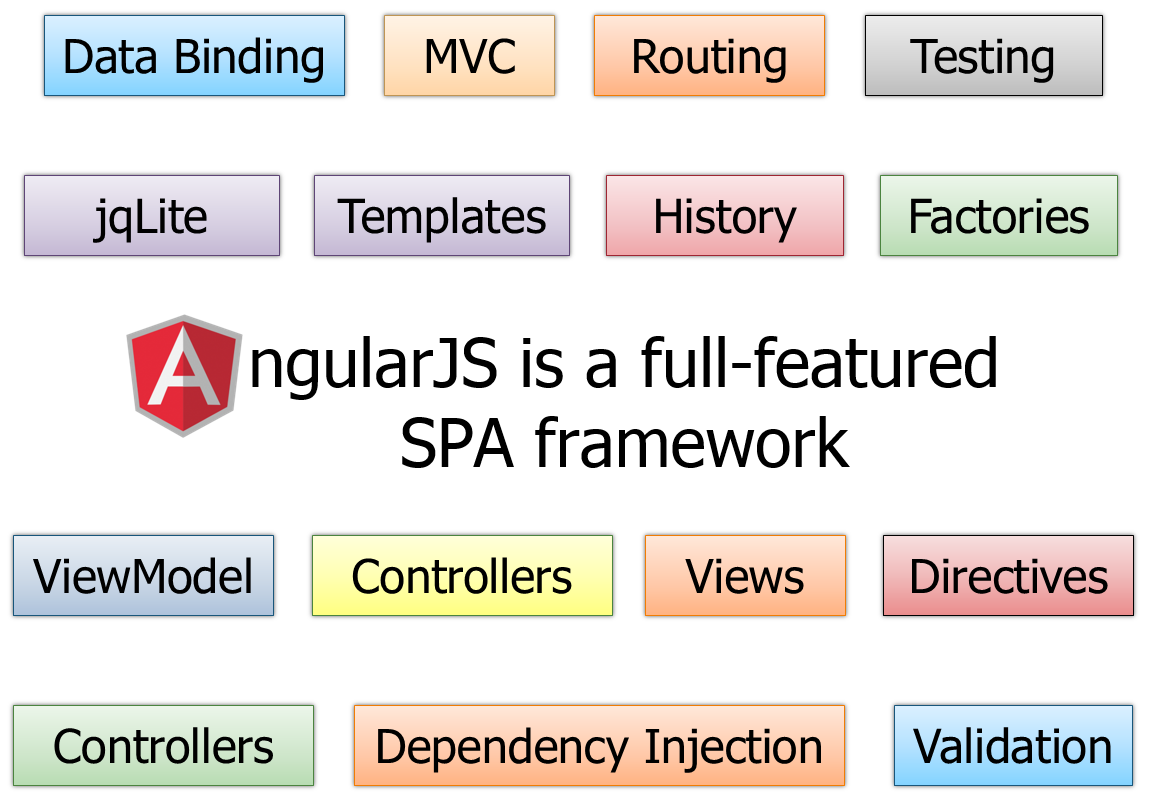 Data Binding MVC Routing Testing
jqLite Templates History Factories
AngularJS is a full-featured
SPA framework
ViewModel Controllers Views Directives
Controllers Dependency Injection Validation